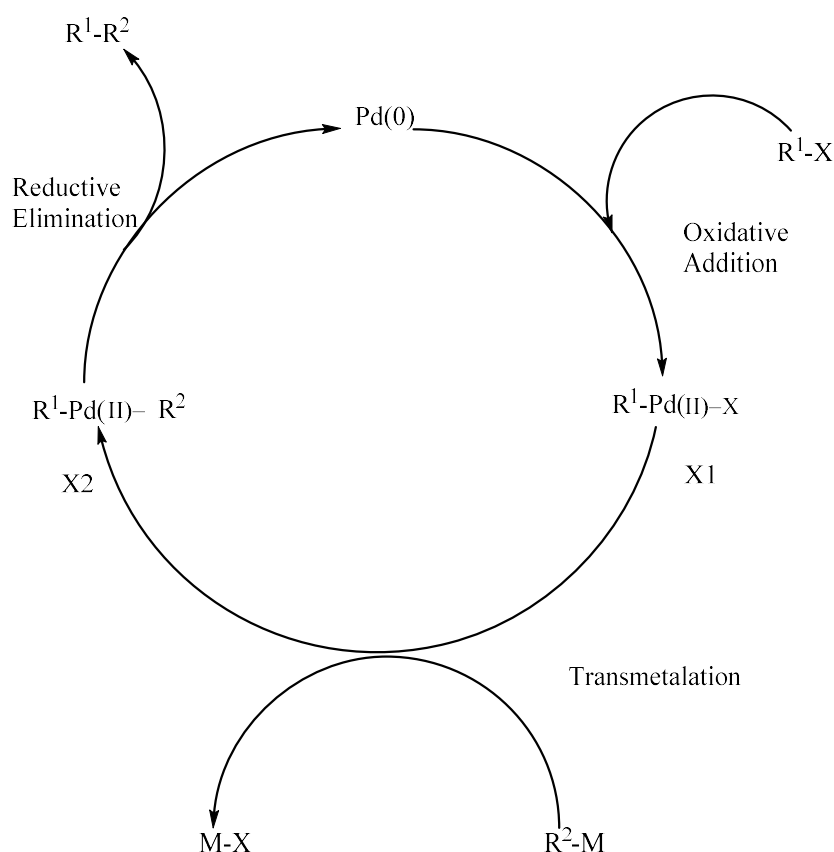 R¹-R²
Pd(0)
R¹-X
Reductive
Elimination
Oxidative
Addition
R¹-Pd(II)– R²
R¹-Pd(II)–X
X2
X1
Transmetalation
M-X
R²-M